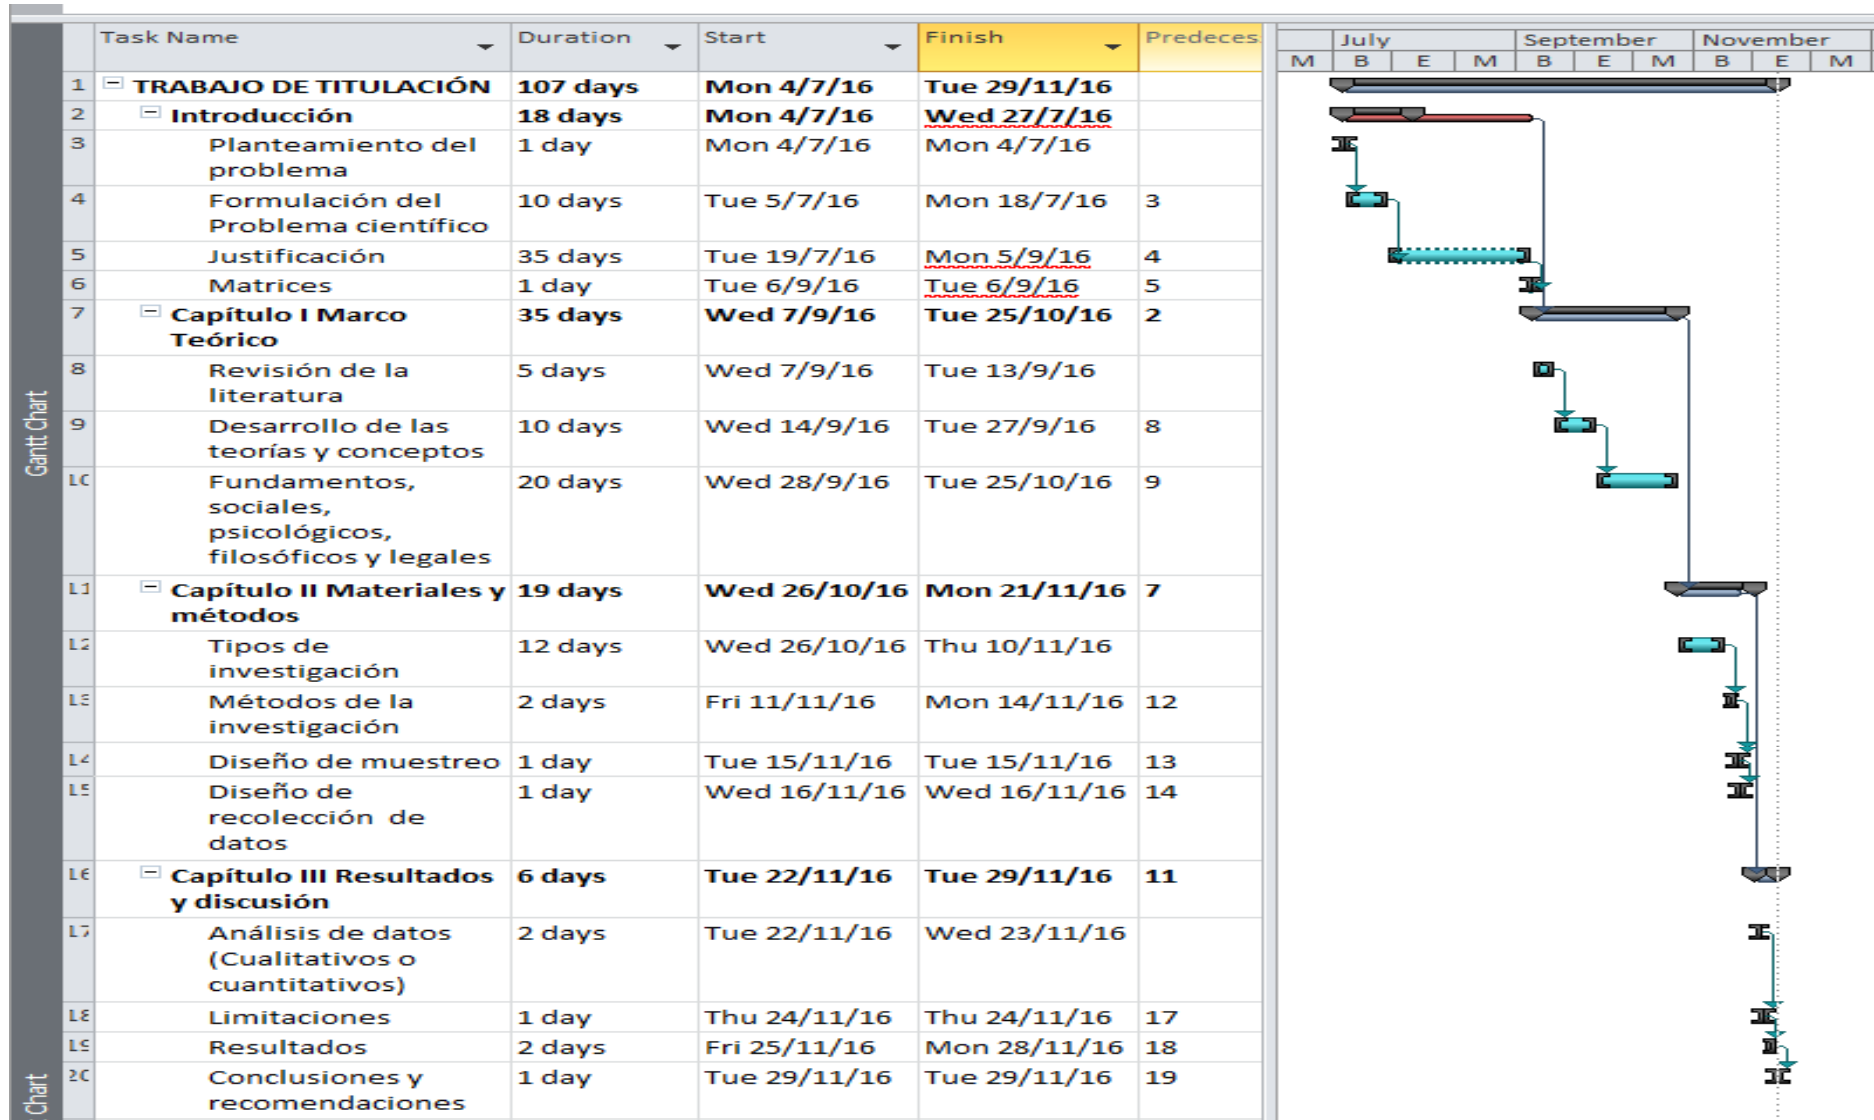 Task Name Duration Start Finish Predeces
July September November
M B E M B E M B E M
1 TRABAJO DE TITULACIÓN 107 days Mon 4/7/16 Tue 29/11/16
2 Introducción 18 days Mon 4/7/16 Wed 27/7/16
3 Planteamiento del 1 day Mon 4/7/16 Mon 4/7/16
problema
4 Formulación del 10 days Tue 5/7/16 Mon 18/7/16 3
Problema científico
5 Justificación 35 days Tue 19/7/16 Mon 5/9/16 4
6 Matrices 1 day Tue 6/9/16 Tue 6/9/16 5
7 Capítulo I Marco 35 days Wed 7/9/16 Tue 25/10/16 2
Teórico
8 Revisión de la 5 days Wed 7/9/16 Tue 13/9/16
literatura
9 Desarrollo de las 10 days Wed 14/9/16 Tue 27/9/16 8
teorías y conceptos
10 Fundamentos, 20 days Wed 28/9/16 Tue 25/10/16 9
sociales,
psicológicos,
filosóficos y legales
11 Capítulo II Materiales y 19 days Wed 26/10/16 Mon 21/11/16 7
métodos
12 Tipos de 12 days Wed 26/10/16 Thu 10/11/16
investigación
13 Métodos de la 2 days Fri 11/11/16 Mon 14/11/16 12
investigación
14 Diseño de muestreo 1 day Tue 15/11/16 Tue 15/11/16 13
15 Diseño de 1 day Wed 16/11/16 Wed 16/11/16 14
recolección de
datos
16 Capítulo III Resultados 6 days Tue 22/11/16 Tue 29/11/16 11
y discusión
17 Análisis de datos 2 days Tue 22/11/16 Wed 23/11/16
(Cualitativos o
cuantitativos)
18 Limitaciones 1 day Thu 24/11/16 Thu 24/11/16 17
19 Resultados 2 days Fri 25/11/16 Mon 28/11/16 18
20 Conclusiones y 1 day Tue 29/11/16 Tue 29/11/16 19
recomendaciones
Gantt Chart
Chart